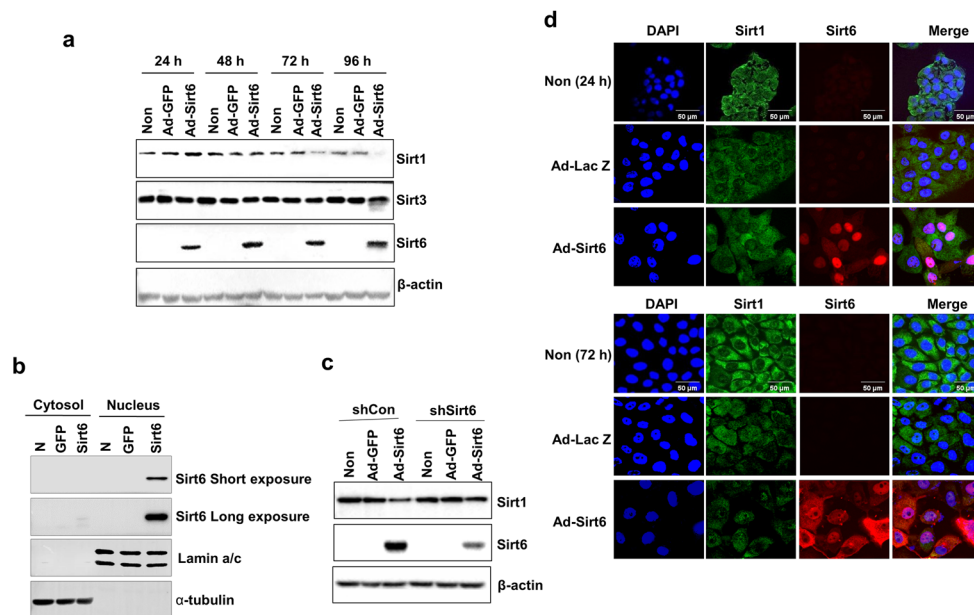 a
24 h 48 h 72 h 96 h
Non Ad-GFP Ad-Sirt6 Non Ad-GFP Ad-Sirt6 Non Ad-GFP Ad-Sirt6 Non Ad-GFP Ad-Sirt6
Sirt1
Sirt3
Sirt6
β-actin
b
Cytosol Nucleus
N GFP Sirt6 N GFP Sirt6
Sirt6 Short exposure
Sirt6 Long exposure
Lamin a/c
α-tubulin
c
shCon shSirt6
Non Ad-GFP Ad-Sirt6 Non Ad-GFP Ad-Sirt6
Sirt1
Sirt6
β-actin
d
DAPI Sirt1 Sirt6 Merge
Non (24 h)
50 µm 50 µm 50 µm 50 µm
Ad-Lac Z
Ad-Sirt6
DAPI Sirt1 Sirt6 Merge
Non (72 h)
50 µm 50 µm 50 µm 50 µm
Ad-Lac Z
Ad-Sirt6